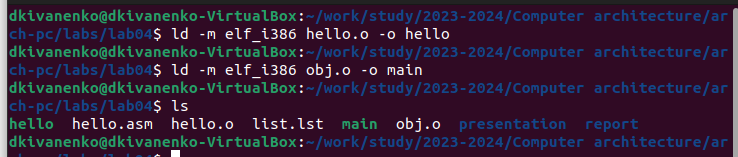 dkivanenko@dkivanenko-VirtualBox:~/work/study/2023-2024/Computer architecture/ar
ch-pc/labs/lab04$ ld -m elf_i386 hello.o -o hello
dkivanenko@dkivanenko-VirtualBox:~/work/study/2023-2024/Computer architecture/ar
ch-pc/labs/lab04$ ld -m elf_i386 obj.o -o main
dkivanenko@dkivanenko-VirtualBox:~/work/study/2023-2024/Computer architecture/ar
ch-pc/labs/lab04$ ls
hello  hello.asm  hello.o  list.lst  main  obj.o  presentation  report
dkivanenko@dkivanenko-VirtualBox:~/work/study/2023-2024/Computer architecture/ar
ch-pc/labs/lab04$